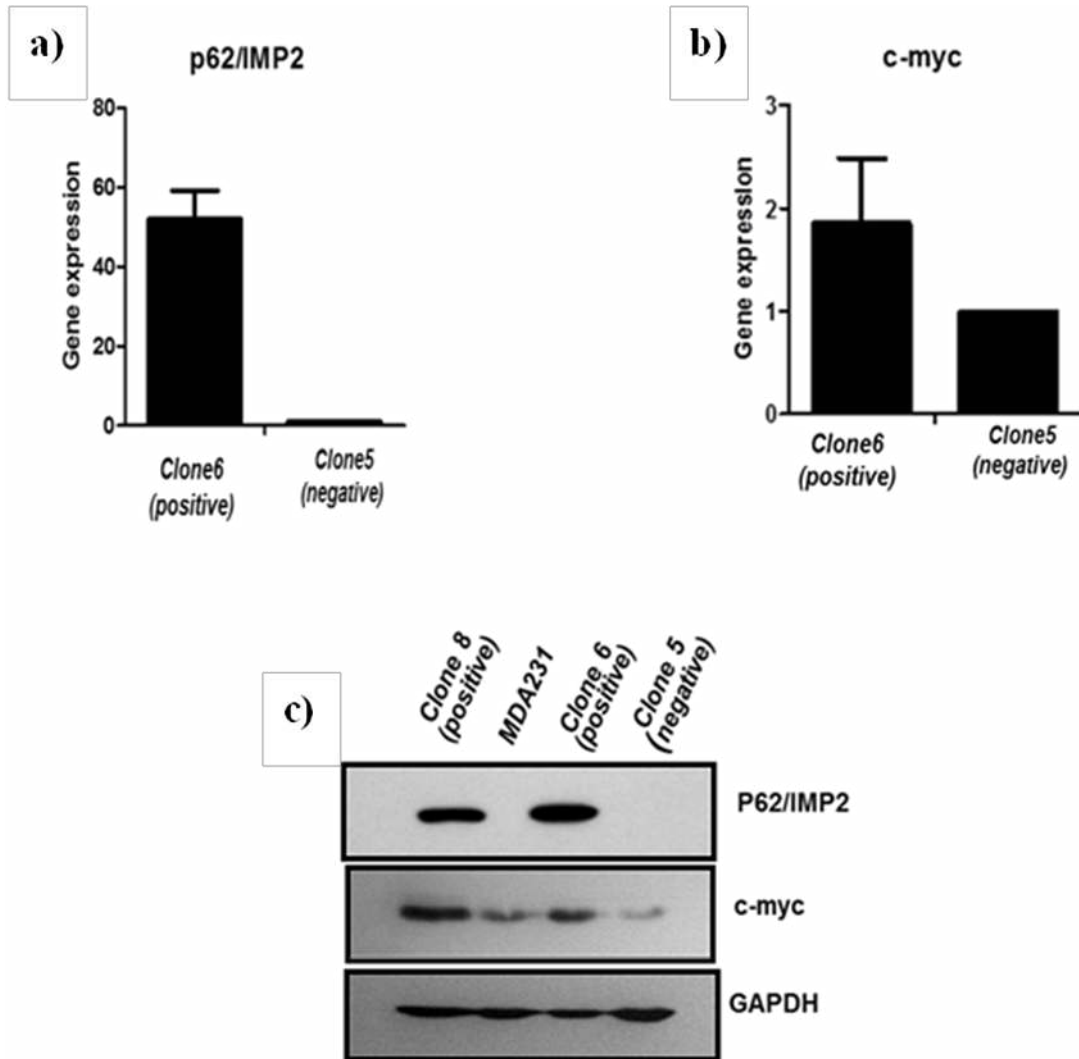 a)
p62/IMP2
Gene expression
80
60
40
20
0
Clone6
(positive)
Clone5
(negative)
b)
c-myc
Gene expression
3
2
1
0
Clone6
(positive)
Clone5
(negative)
c)
Clone 8
(positive)
MDA231
Clone 6
(positive)
Clone 5
(negative)
P62/IMP2
c-myc
GAPDH